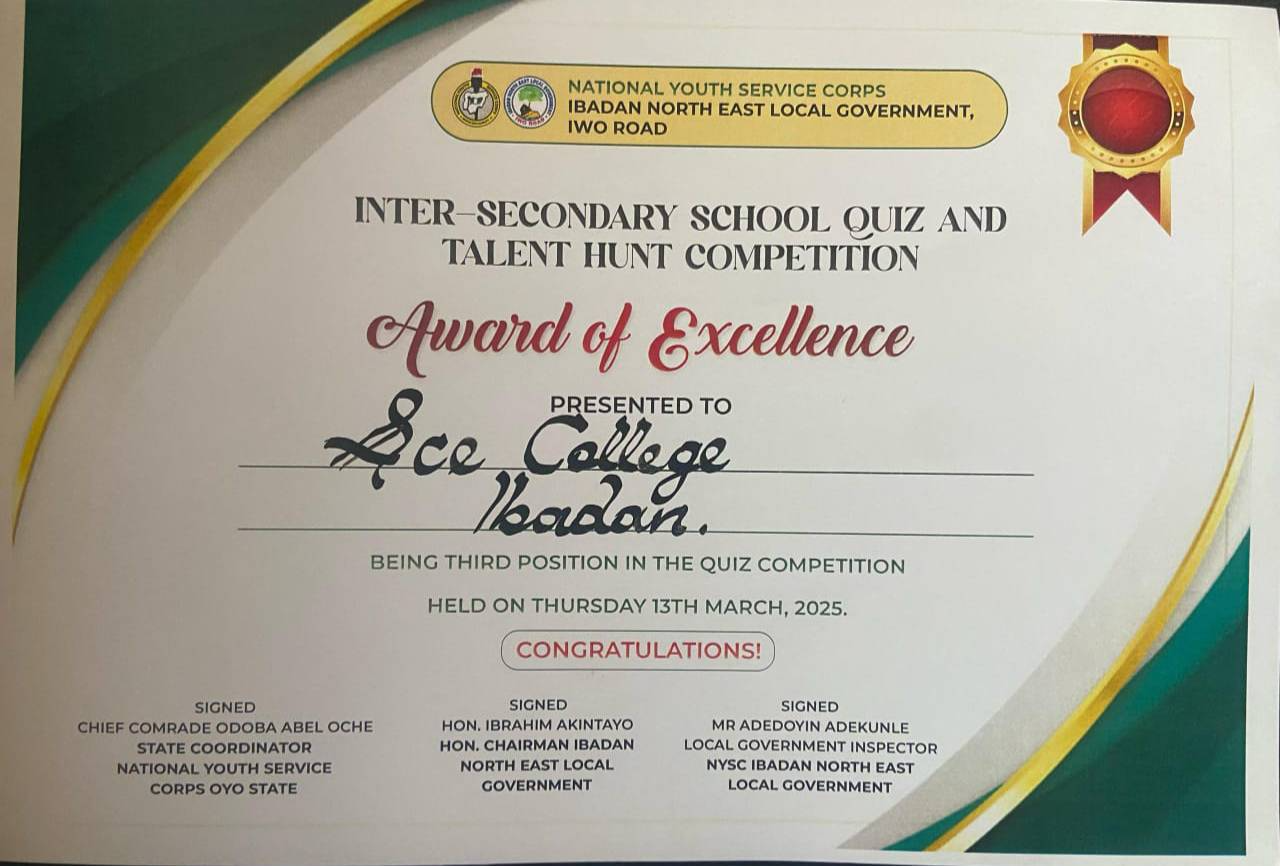 NATIONAL YOUTH SERVICE CORPS
IBADAN NORTH EAST LOCAL GOVERNMENT,
IWO ROAD
INTER-SECONDARY SCHOOL QUIZ AND
TALENT HUNT COMPETITION
Award of Excellence
PRESENTED TO
Ace College
Ibadan.
BEING THIRD POSITION IN THE QUIZ COMPETITION
HELD ON THURSDAY 13TH MARCH, 2025.
CONGRATULATIONS!
SIGNED
CHIEF COMRADE ODOBA ABEL OCHE
STATE COORDINATOR
NATIONAL YOUTH SERVICE
CORPS OYO STATE
SIGNED
HON. IBRAHIM AKINTAYO
HON. CHAIRMAN IBADAN
NORTH EAST LOCAL
GOVERNMENT
SIGNED
MR ADEDOYIN ADEKUNLE
LOCAL GOVERNMENT INSPECTOR
NYSC IBADAN NORTH EAST
LOCAL GOVERNMENT